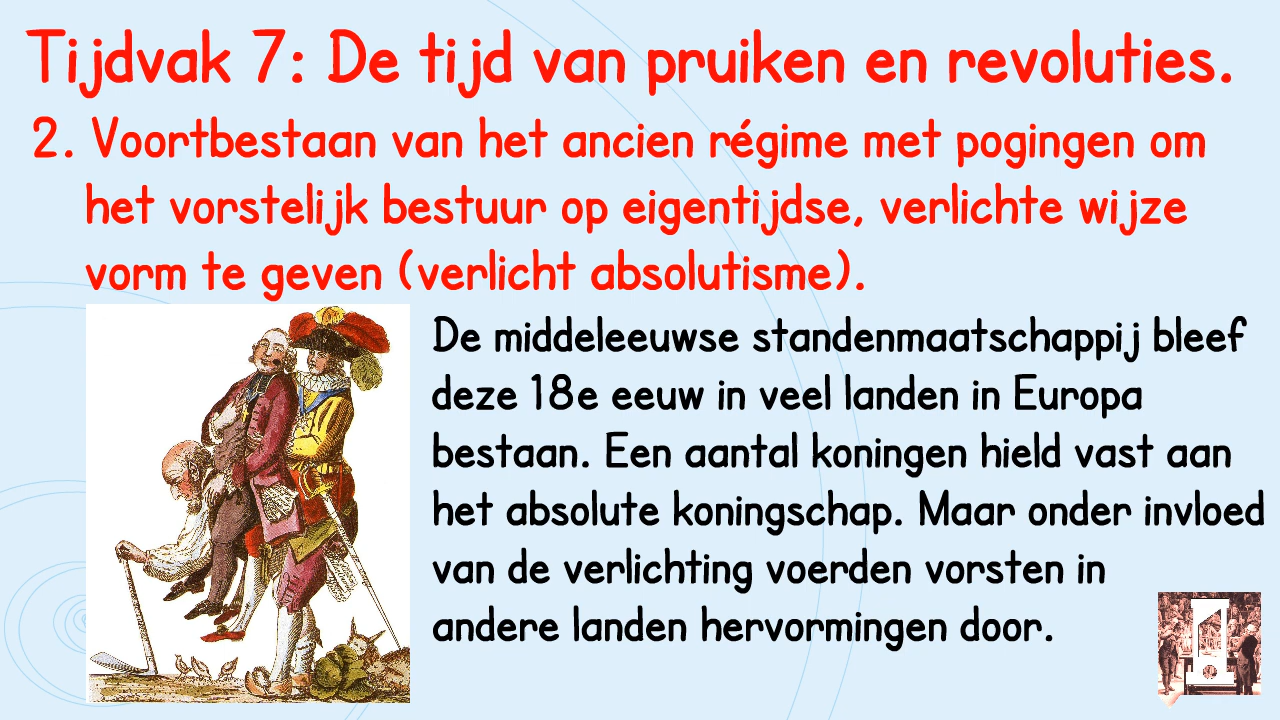 Tijdvak 7: De tijd van pruiken en revoluties.
2. Voortbestaan van het ancien régime met pogingen om
het vorstelijk bestuur op eigentijdse, verlichte wijze
vorm te geven (verlicht absolutisme).
De middeleeuwse standenmaatschappij bleef
deze 18e eeuw in veel landen in Europa
bestaan. Een aantal koningen hield vast aan
het absolute koningschap. Maar onder invloed
van de verlichting voerden vorsten in
andere landen hervormingen door.